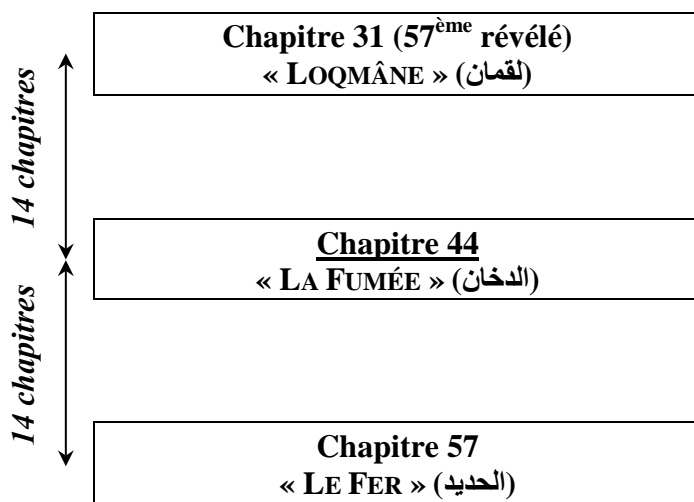 Chapitre 31 (57ème révélé)
« LOQMÂNE » (لقمان)
14 chapitres
Chapitre 44
« LA FUMÉE » (الدخان)
14 chapitres
Chapitre 57
« LE FER » (الحديد)